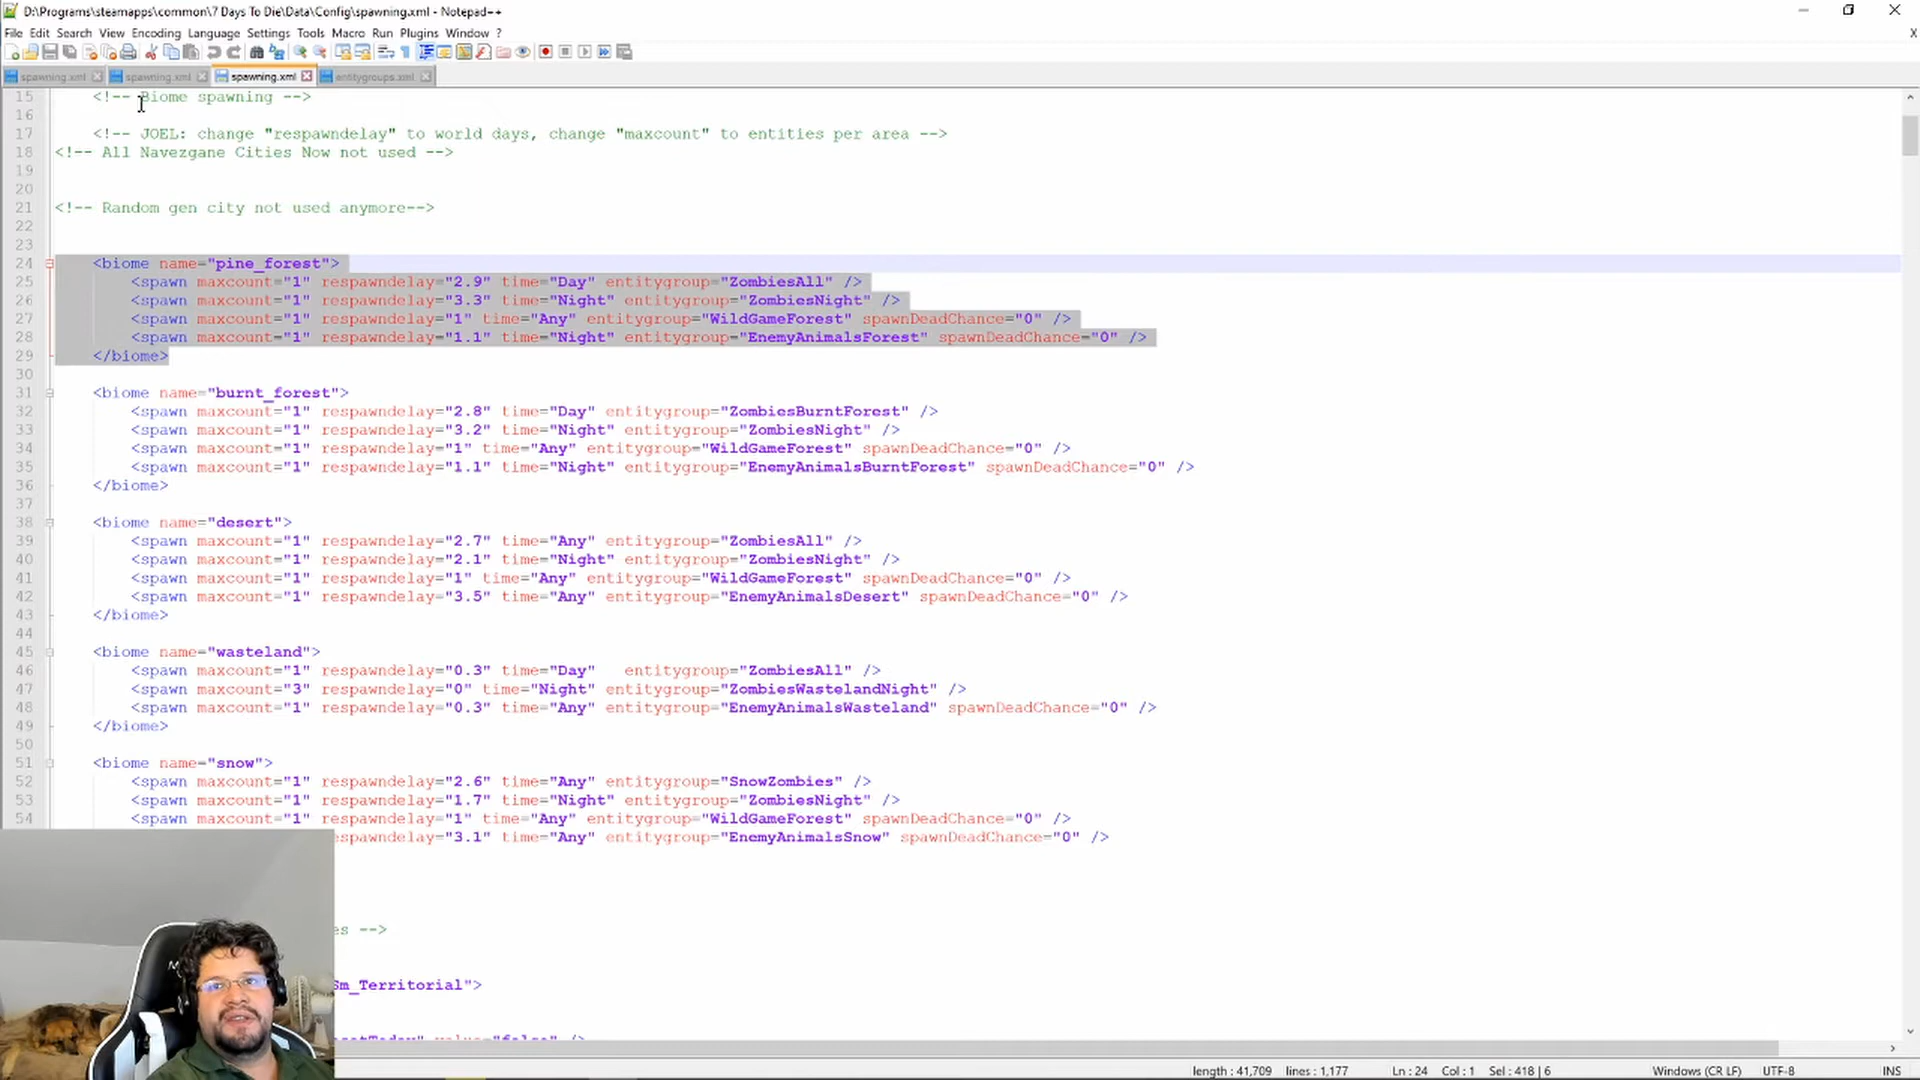 D:\Programs\steamapps\common\7 Days To Die\Data\Config\spawning.xml - Notepad++
File Edit Search View Encoding Language Settings Tools Macro Run Plugins Window ? X
spawning.xml spawning.xml spawning.xml entitygroups.xml
15 <!-- Biome spawning -->
16
17 <!-- JOEL: change "respawndelay" to world days, change "maxcount" to entities per area -->
18 <!-- All Navezgane Cities Now not used -->
19
20
21 <!-- Random gen city not used anymore-->
22
23
24 <biome name="pine_forest">
25 <spawn maxcount="1" respawndelay="2.9" time="Day" entitygroup="ZombiesAll" />
26 <spawn maxcount="1" respawndelay="3.3" time="Night" entitygroup="ZombiesNight" />
27 <spawn maxcount="1" respawndelay="1" time="Any" entitygroup="WildGameForest" spawnDeadChance="0" />
28 <spawn maxcount="1" respawndelay="1.1" time="Night" entitygroup="EnemyAnimalsForest" spawnDeadChance="0" />
29 </biome>
30
31 <biome name="burnt_forest">
32 <spawn maxcount="1" respawndelay="2.8" time="Day" entitygroup="ZombiesBurntForest" />
33 <spawn maxcount="1" respawndelay="3.2" time="Night" entitygroup="ZombiesNight" />
34 <spawn maxcount="1" respawndelay="1" time="Any" entitygroup="WildGameForest" spawnDeadChance="0" />
35 <spawn maxcount="1" respawndelay="1.1" time="Night" entitygroup="EnemyAnimalsBurntForest" spawnDeadChance="0" />
36 </biome>
37
38 <biome name="desert">
39 <spawn maxcount="1" respawndelay="2.7" time="Any" entitygroup="ZombiesAll" />
40 <spawn maxcount="1" respawndelay="2.1" time="Night" entitygroup="ZombiesNight" />
41 <spawn maxcount="1" respawndelay="1" time="Any" entitygroup="WildGameForest" spawnDeadChance="0" />
42 <spawn maxcount="1" respawndelay="3.5" time="Any" entitygroup="EnemyAnimalsDesert" spawnDeadChance="0" />
43 </biome>
44
45 <biome name="wasteland">
46 <spawn maxcount="1" respawndelay="0.3" time="Day" entitygroup="ZombiesAll" />
47 <spawn maxcount="3" respawndelay="0" time="Night" entitygroup="ZombiesWastelandNight" />
48 <spawn maxcount="1" respawndelay="0.3" time="Any" entitygroup="EnemyAnimalsWasteland" spawnDeadChance="0" />
49 </biome>
50
51 <biome name="snow">
52 <spawn maxcount="1" respawndelay="2.6" time="Any" entitygroup="SnowZombies" />
53 <spawn maxcount="1" respawndelay="1.7" time="Night" entitygroup="ZombiesNight" />
54 <spawn maxcount="1" respawndelay="1" time="Any" entitygroup="WildGameForest" spawnDeadChance="0" />
respawndelay="3.1" time="Any" entitygroup="EnemyAnimalsSnow" spawnDeadChance="0" />
es -->
Sm_Territorial">
value="false" />
length : 41,709 lines : 1,177 Ln : 24 Col : 1 Sel : 418 | 6 Windows (CR LF) UTF-8 INS